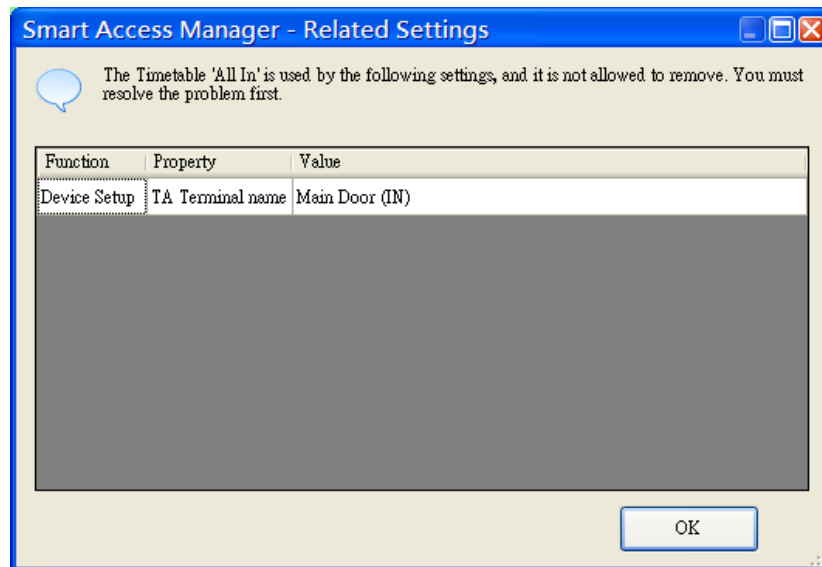 Smart Access Manager - Related Settings
The Timetable 'All In' is used by the following settings, and it is not allowed to remove. You must
resolve the problem first.
Function Property Value
Device Setup TA Terminal name Main Door (IN)
OK